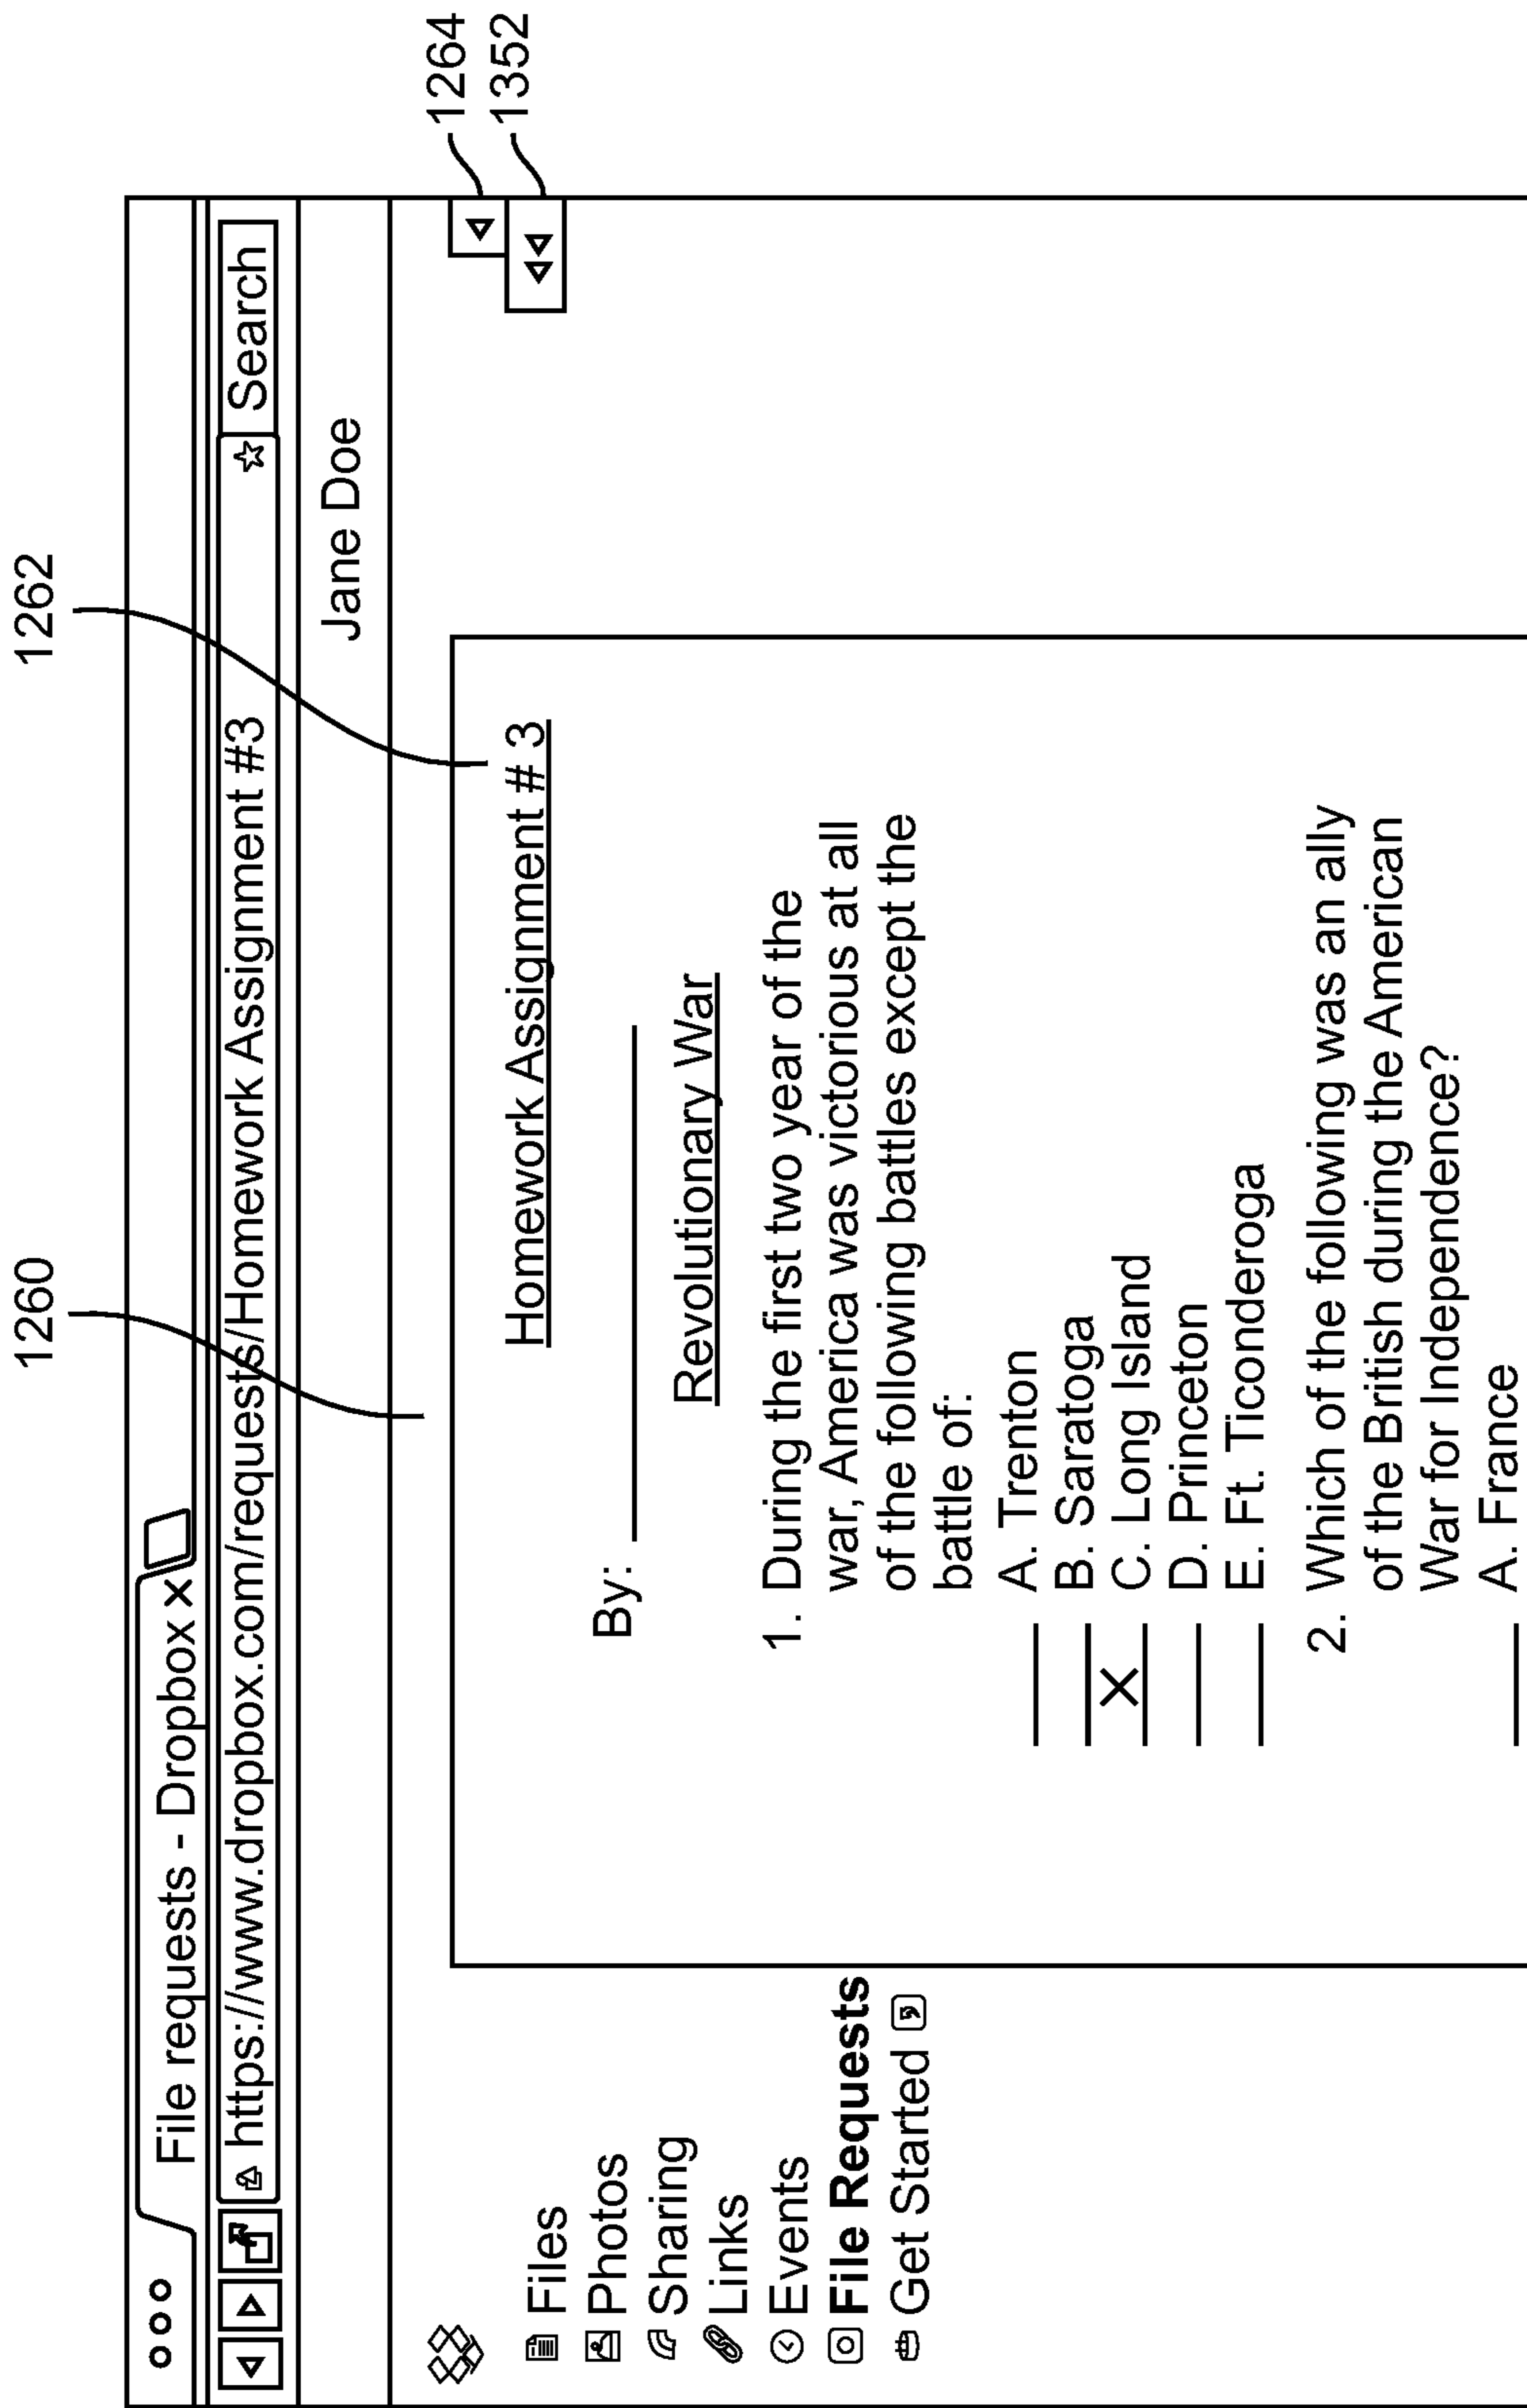 1260
1262
File requests - Dropbox ×
https://www.dropbox.com/requests/Homework Assignment #3
Search
Jane Doe
1264
1352
Files
Photos
Sharing
Links
Events
File Requests
Get Started
Homework Assignment # 3
By:
Revolutionary War
1. During the first two year of the
war, America was victorious at all
of the following battles except the
battle of:
A. Trenton
B. Saratoga
X C. Long Island
D. Princeton
E. Ft. Ticonderoga
2. Which of the following was an ally
of the British during the American
War for Independence?
A. France